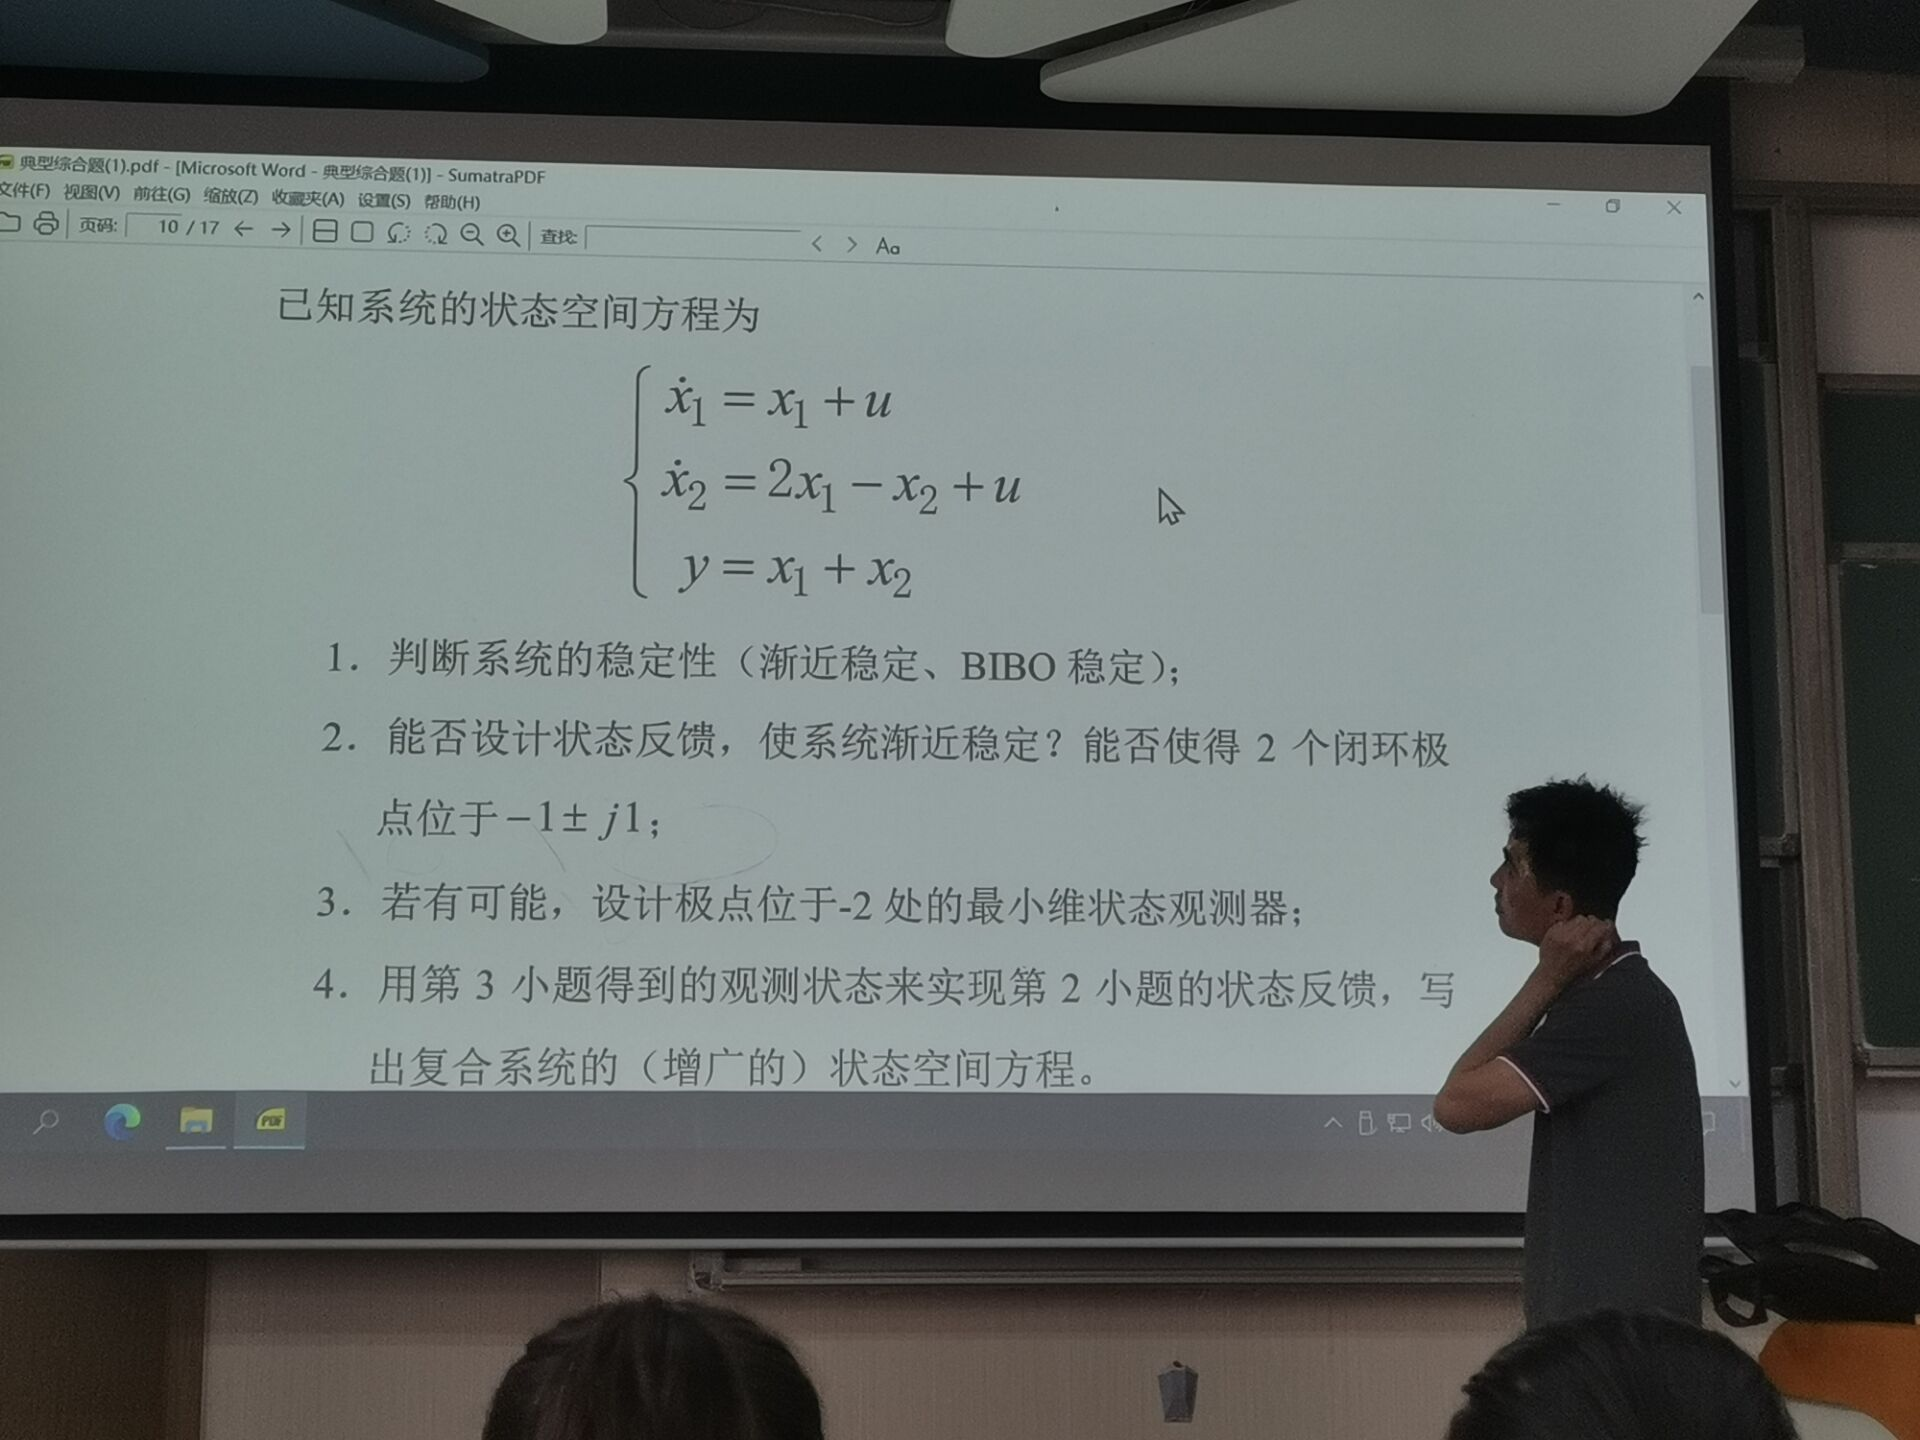 典型综合题(1).pdf - [Microsoft Word - 典型综合题(1)] - SumatraPDF
文件(F) 视图(V) 前往(G) 缩放(Z) 收藏夹(A) 设置(S) 帮助(H)
页码: 10 / 17 查找: Aa
已知系统的状态空间方程为
ẋ₁ = x₁ + u
ẋ₂ = 2x₁ − x₂ + u
y = x₁ + x₂
1. 判断系统的稳定性（渐近稳定、BIBO 稳定）;
2. 能否设计状态反馈，使系统渐近稳定？能否使得 2 个闭环极
点位于 −1 ± j1;
3. 若有可能，设计极点位于-2 处的最小维状态观测器;
4. 用第 3 小题得到的观测状态来实现第 2 小题的状态反馈，写
出复合系统的（增广的）状态空间方程。
PDF